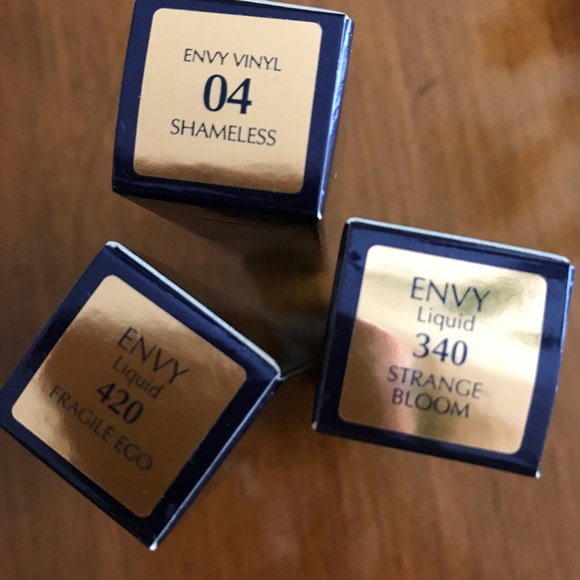 ENVY VINYL
04
SHAMELESS
ENVY
Liquid
420
FRAGILE EGO
ENVY
Liquid
340
STRANGE
BLOOM